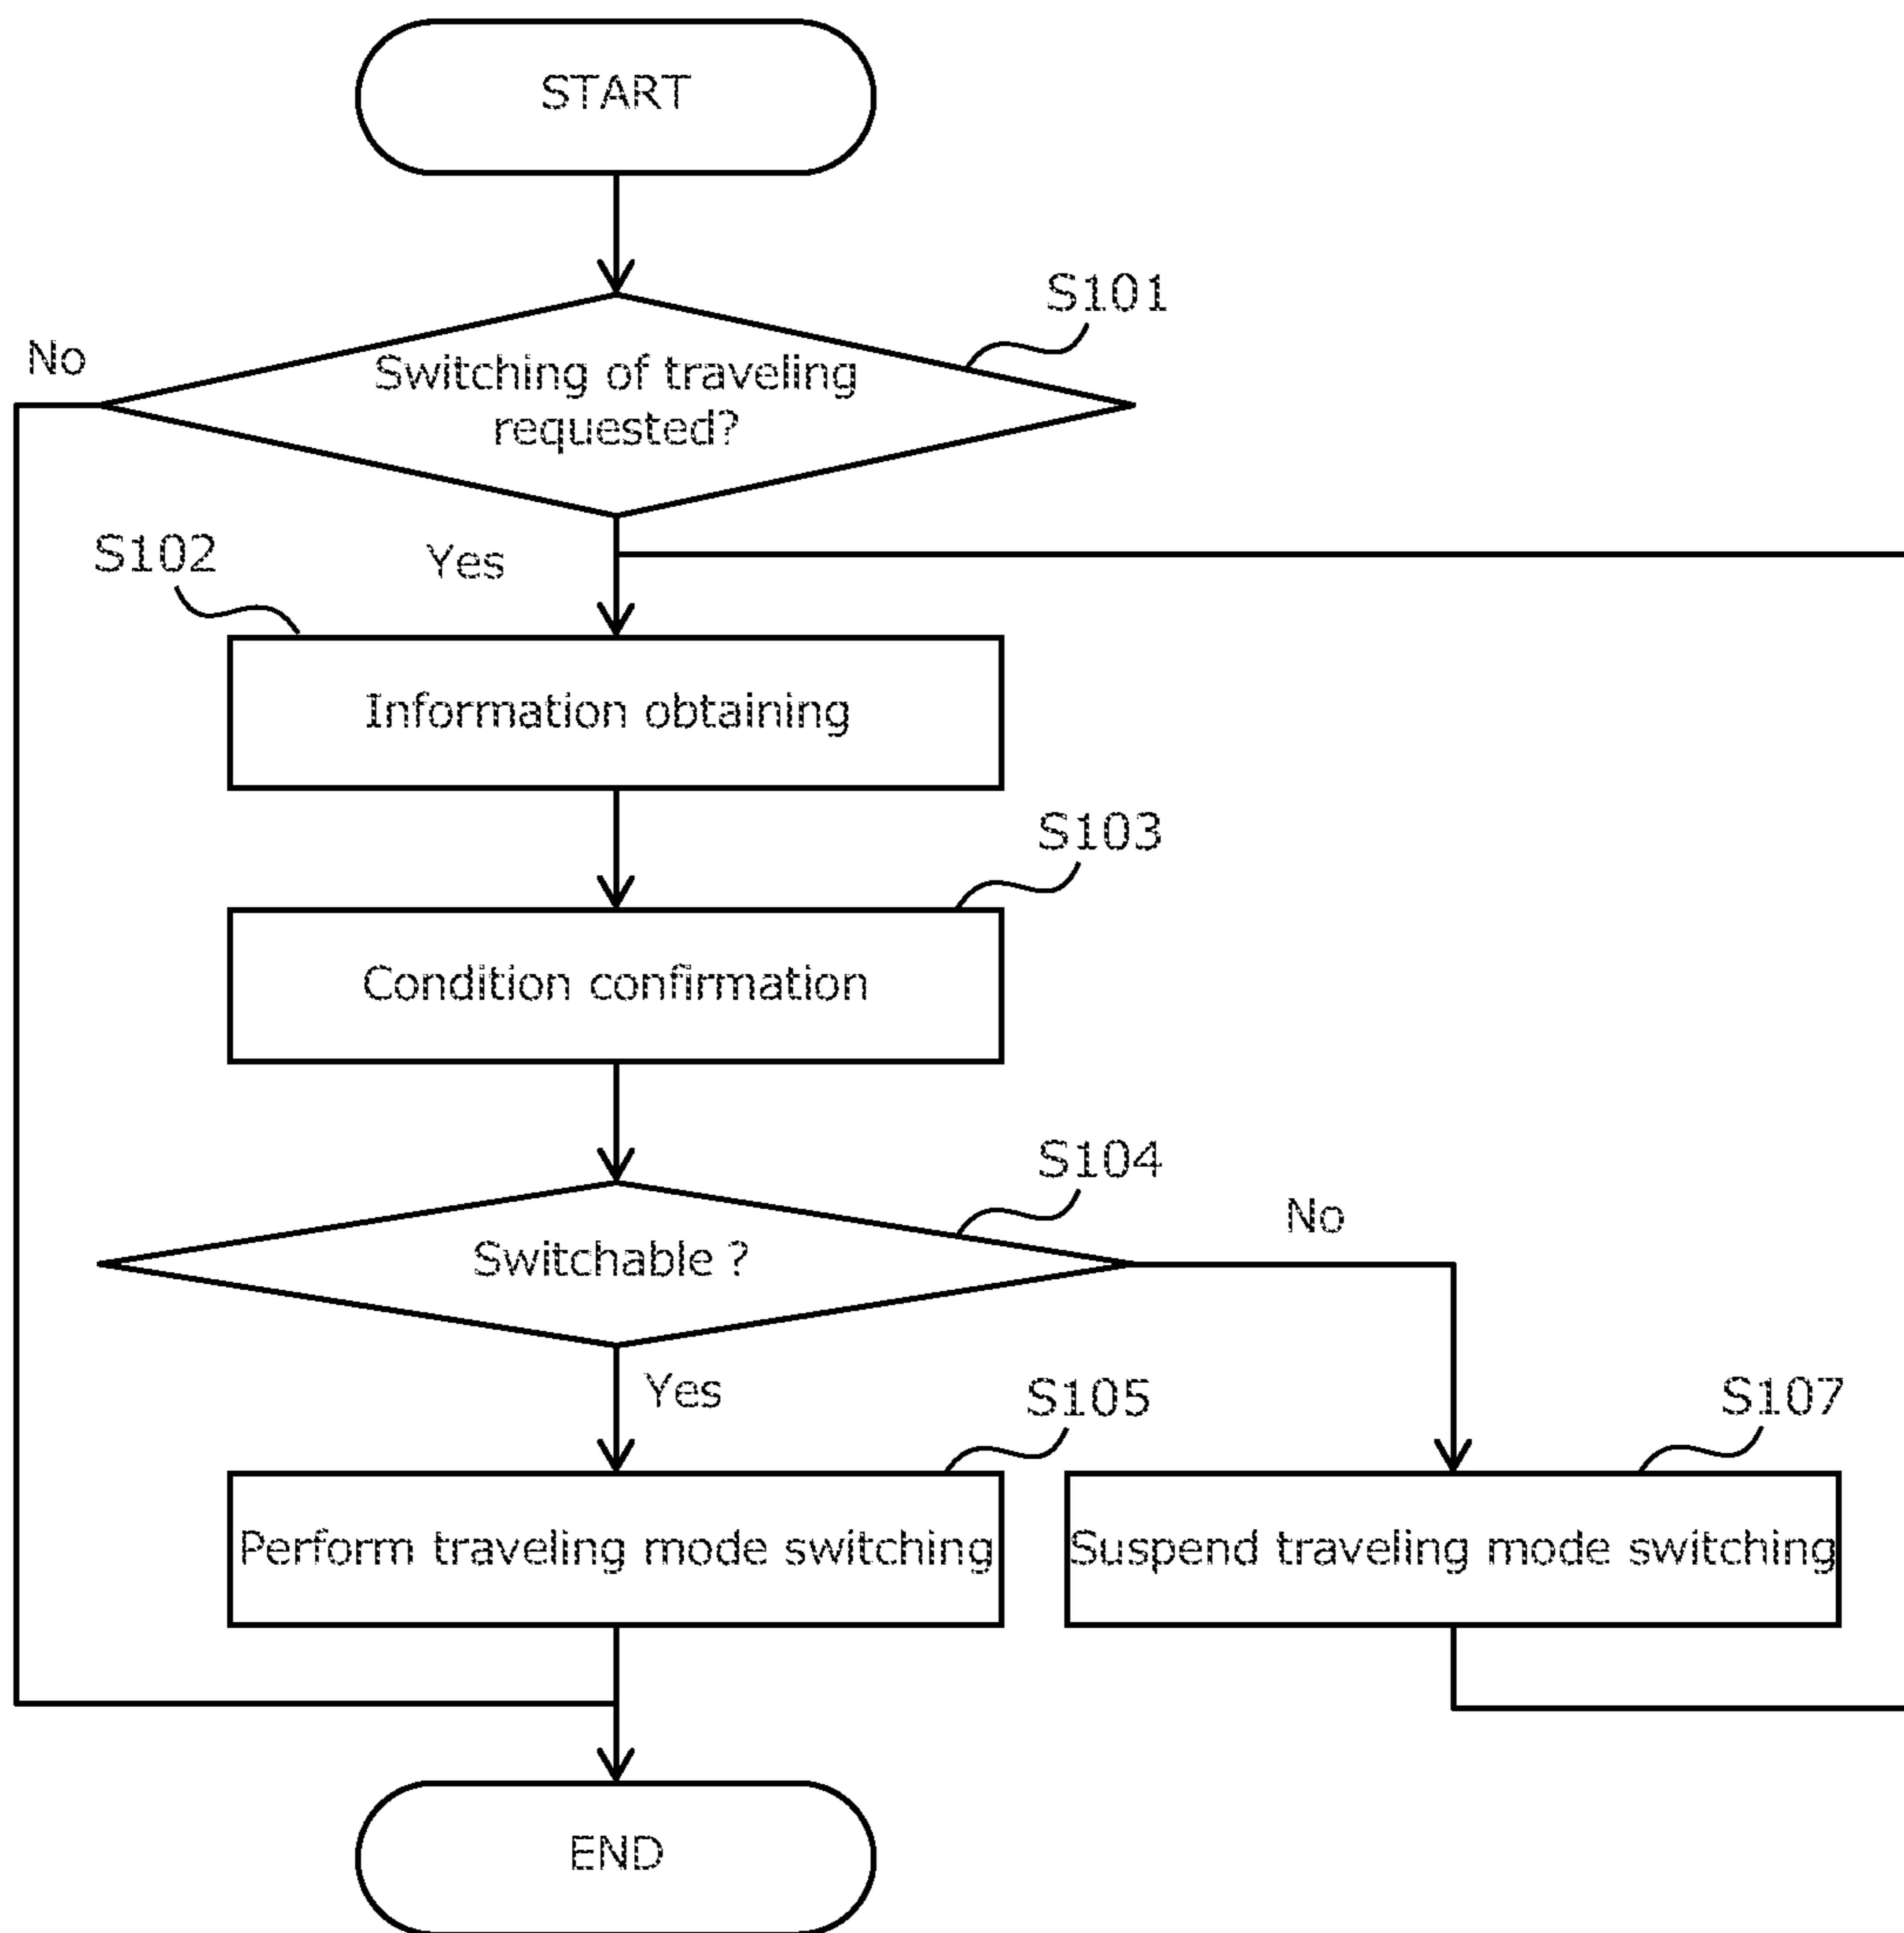 START
S101
No
Switching of traveling
requested?
S102
Yes
Information obtaining
S103
Condition confirmation
S104
No
Switchable ?
Yes
S105
S107
Perform traveling mode switching
Suspend traveling mode switching
END